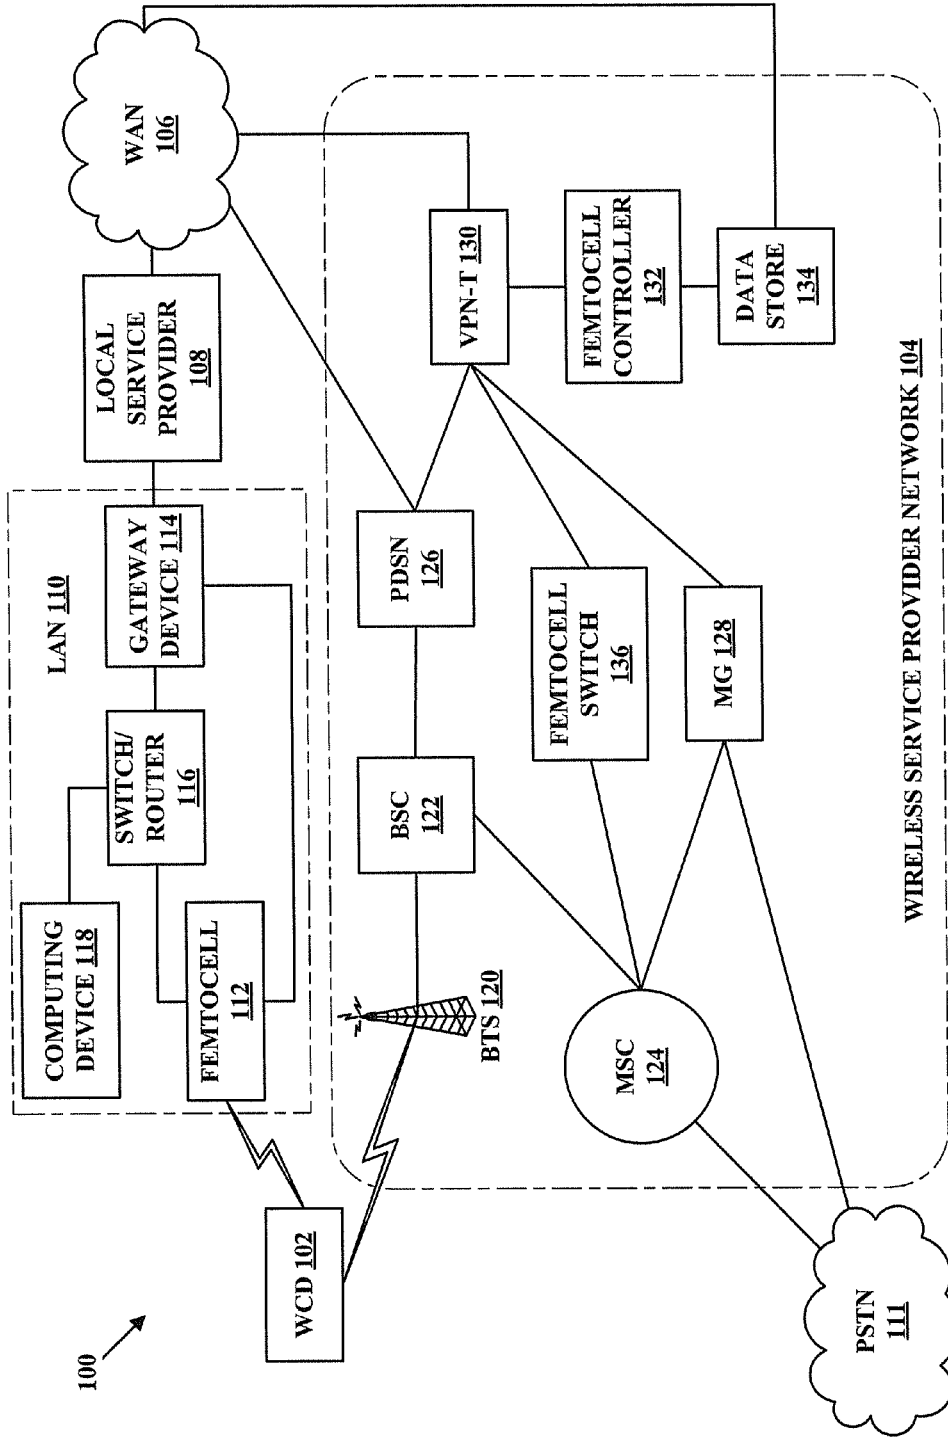 100
WCD 102
LAN 110
COMPUTING
DEVICE 118
SWITCH/
ROUTER
116
GATEWAY
DEVICE 114
FEMTOCELL
112
LOCAL
SERVICE
PROVIDER
108
WAN
106
BTS 120
BSC
122
PDSN
126
VPN-T 130
FEMTOCELL
SWITCH
136
FEMTOCELL
CONTROLLER
132
MSC
124
MG 128
DATA
STORE
134
PSTN
111
WIRELESS SERVICE PROVIDER NETWORK 104